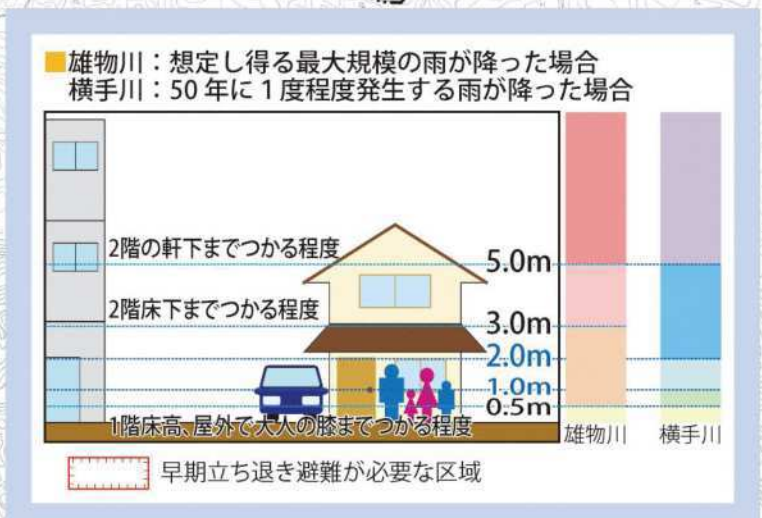 ■雄物川：想定し得る最大規模の雨が降った場合
横手川：50年に1度程度発生する雨が降った場合
2階の軒下までつかる程度
5.0m
2階床下までつかる程度
3.0m
2.0m
1.0m
0.5m
1階床高、屋外で大人の膝までつかる程度
雄物川
横手川
早期立ち退き避難が必要な区域